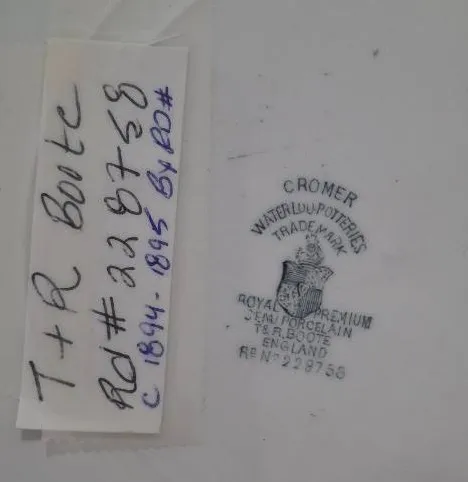 T + R Boote
Rd # 228758
C 1894-1895 By RD#
CROMER
WATERLOO POTTERIES
TRADE MARK
ROYAL PREMIUM
SEMI PORCELAIN
T & R. BOOTE
ENGLAND
Rd No 228758